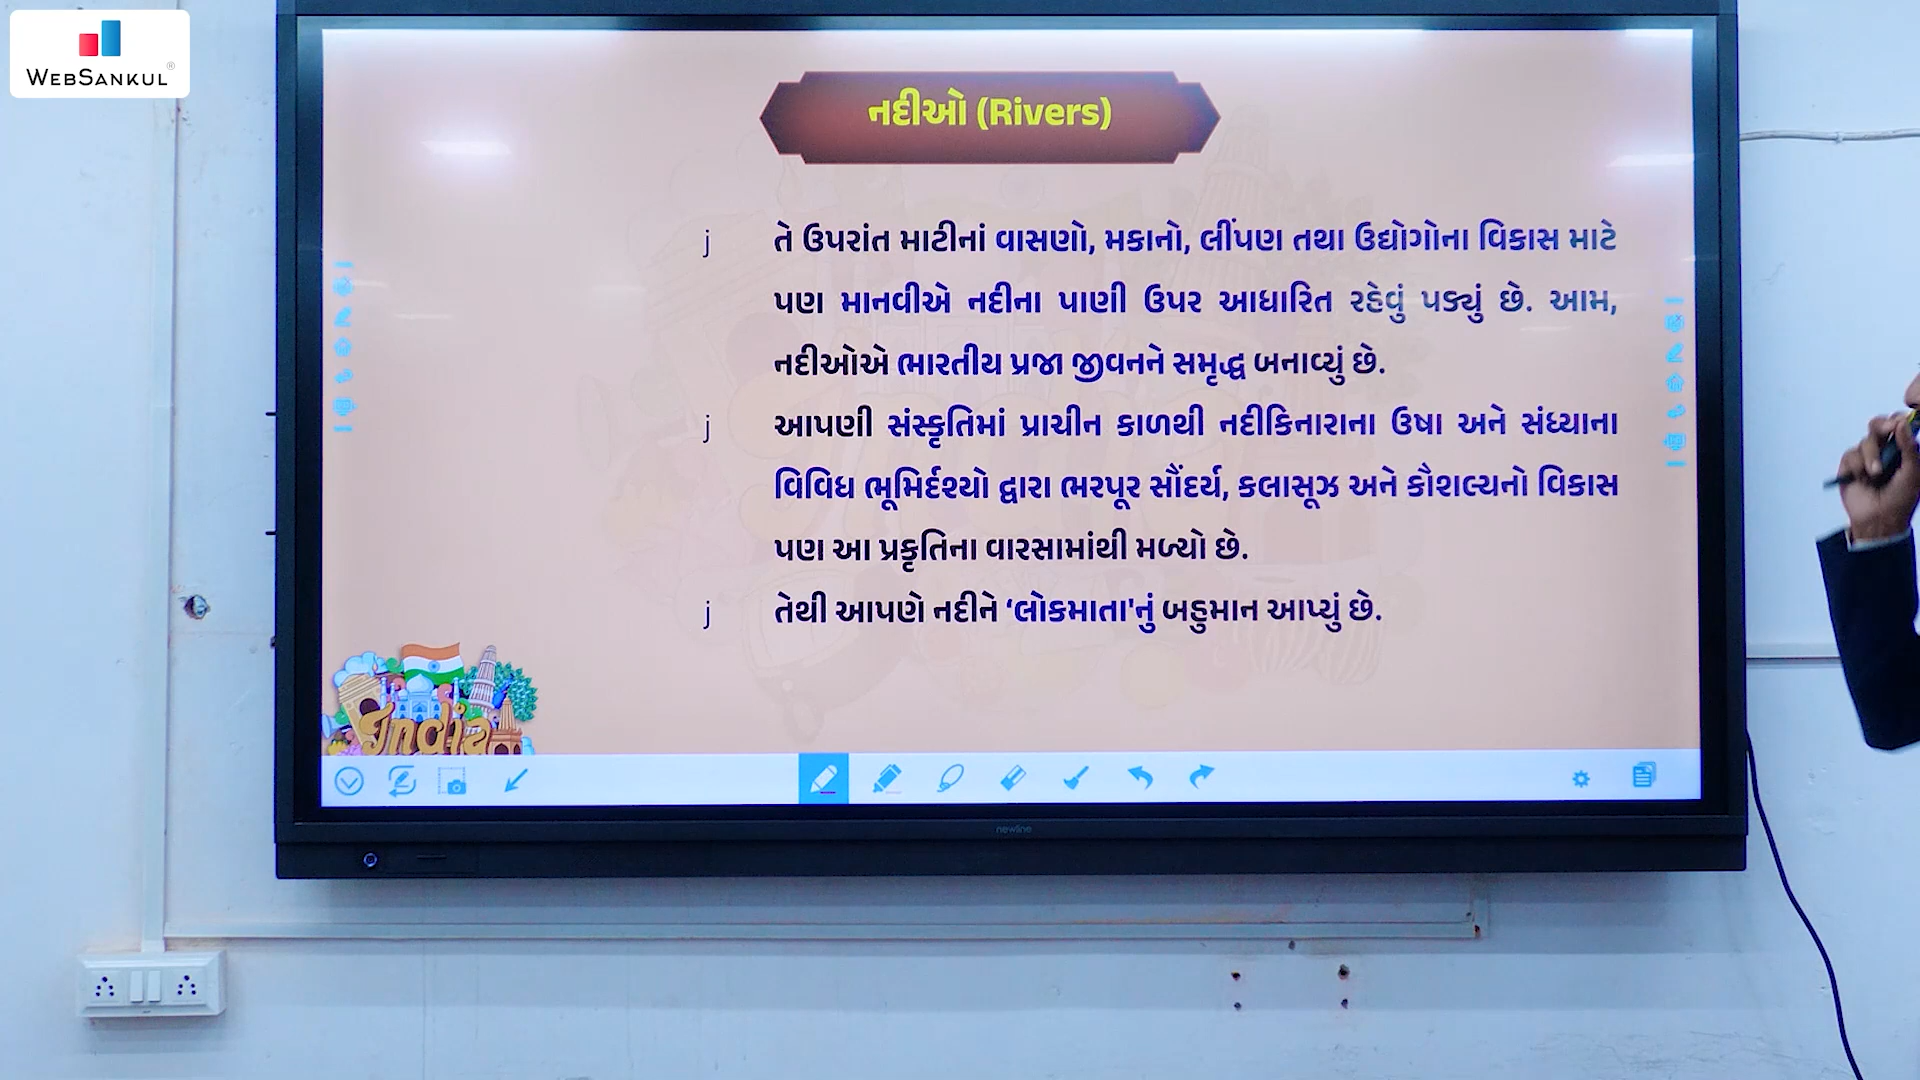 WEBSANKUL®
નદીઓ (Rivers)
j તે ઉપરાંત માટીનાં વાસણો, મકાનો, લીંપણ તથા ઉદ્યોગોના વિકાસ માટે
પણ માનવીએ નદીના પાણી ઉપર આધારિત રહેવું પડ્યું છે. આમ,
નદીઓએ ભારતીય પ્રજા જીવનને સમૃદ્ધ બનાવ્યું છે.
j આપણી સંસ્કૃતિમાં પ્રાચીન કાળથી નદીકિનારાના ઉષા અને સંધ્યાના
વિવિધ ભૂમિર્દશ્યો દ્વારા ભરપૂર સૌંદર્ય, કલાસૂઝ અને કૌશલ્યનો વિકાસ
પણ આ પ્રકૃતિના વારસામાંથી મળ્યો છે.
j તેથી આપણે નદીને ‘લોકમાતા'નું બહુમાન આપ્યું છે.
India
newline